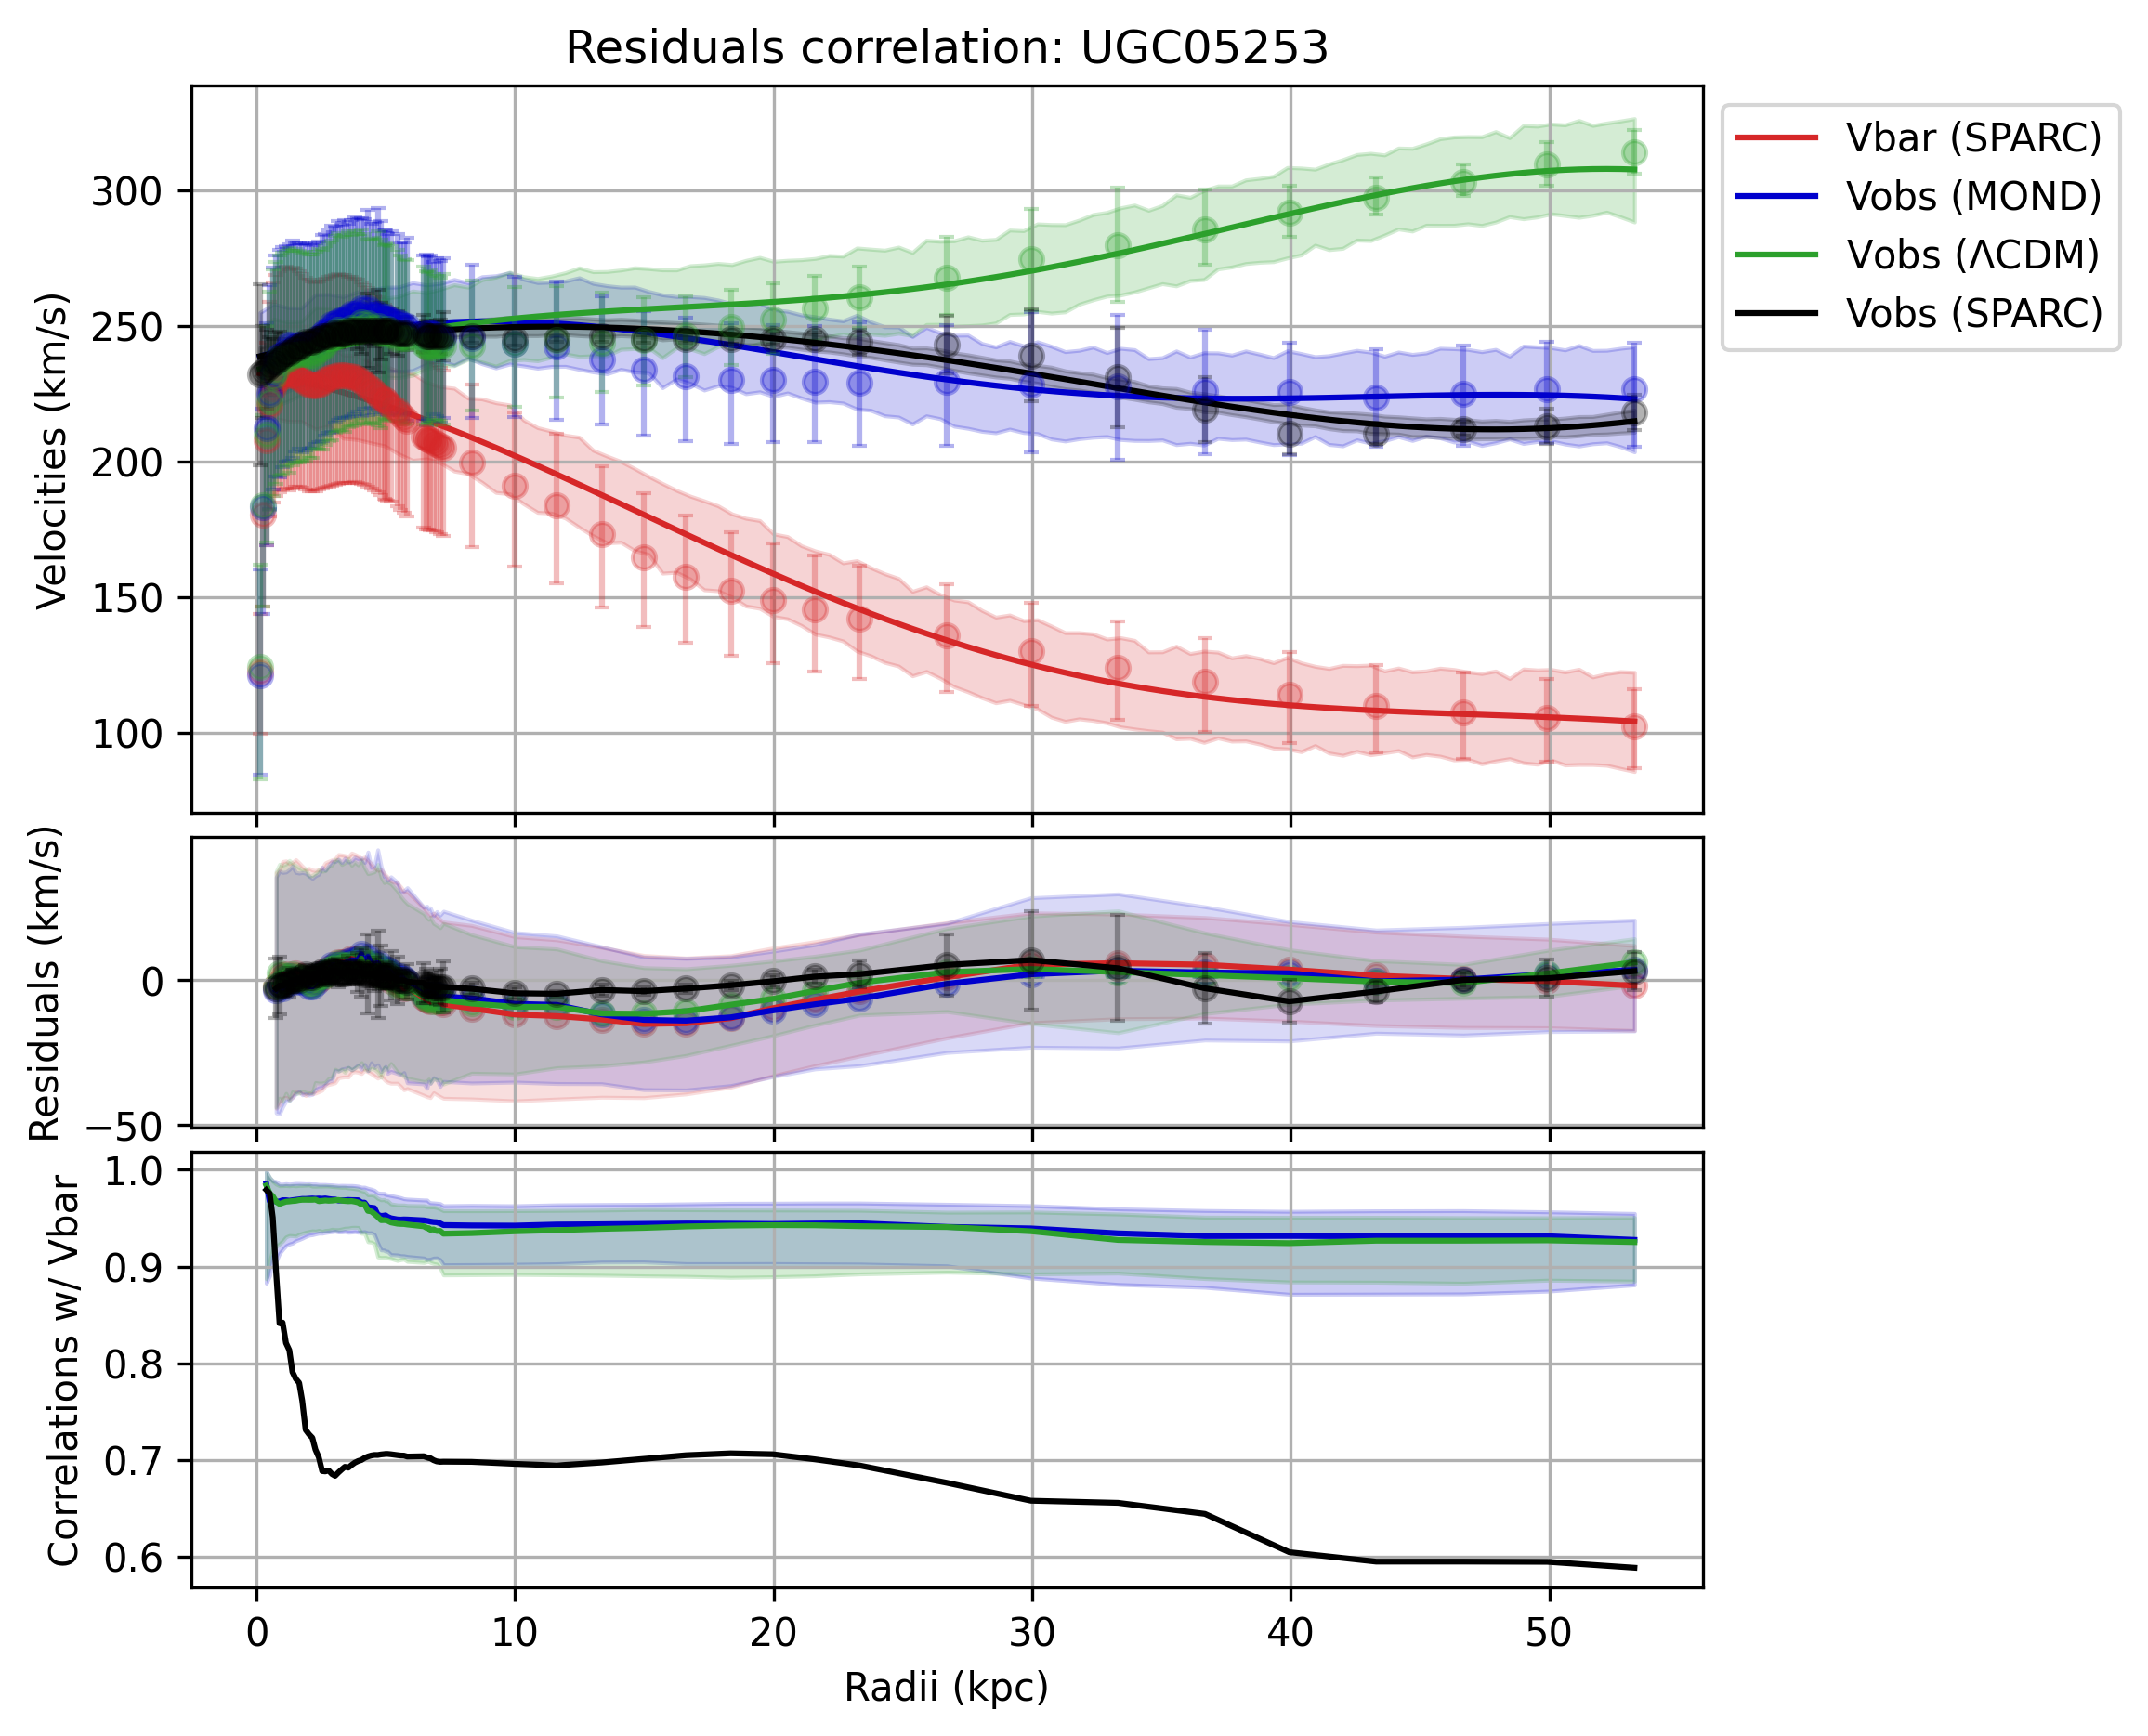 Residuals correlation: UGC05253
Vbar (SPARC)
Vobs (MOND)
Vobs (ΛCDM)
Vobs (SPARC)
Velocities (km/s)
300
250
200
150
100
Residuals (km/s)
0
−50
Correlations w/ Vbar
1.0
0.9
0.8
0.7
0.6
0 10 20 30 40 50
Radii (kpc)